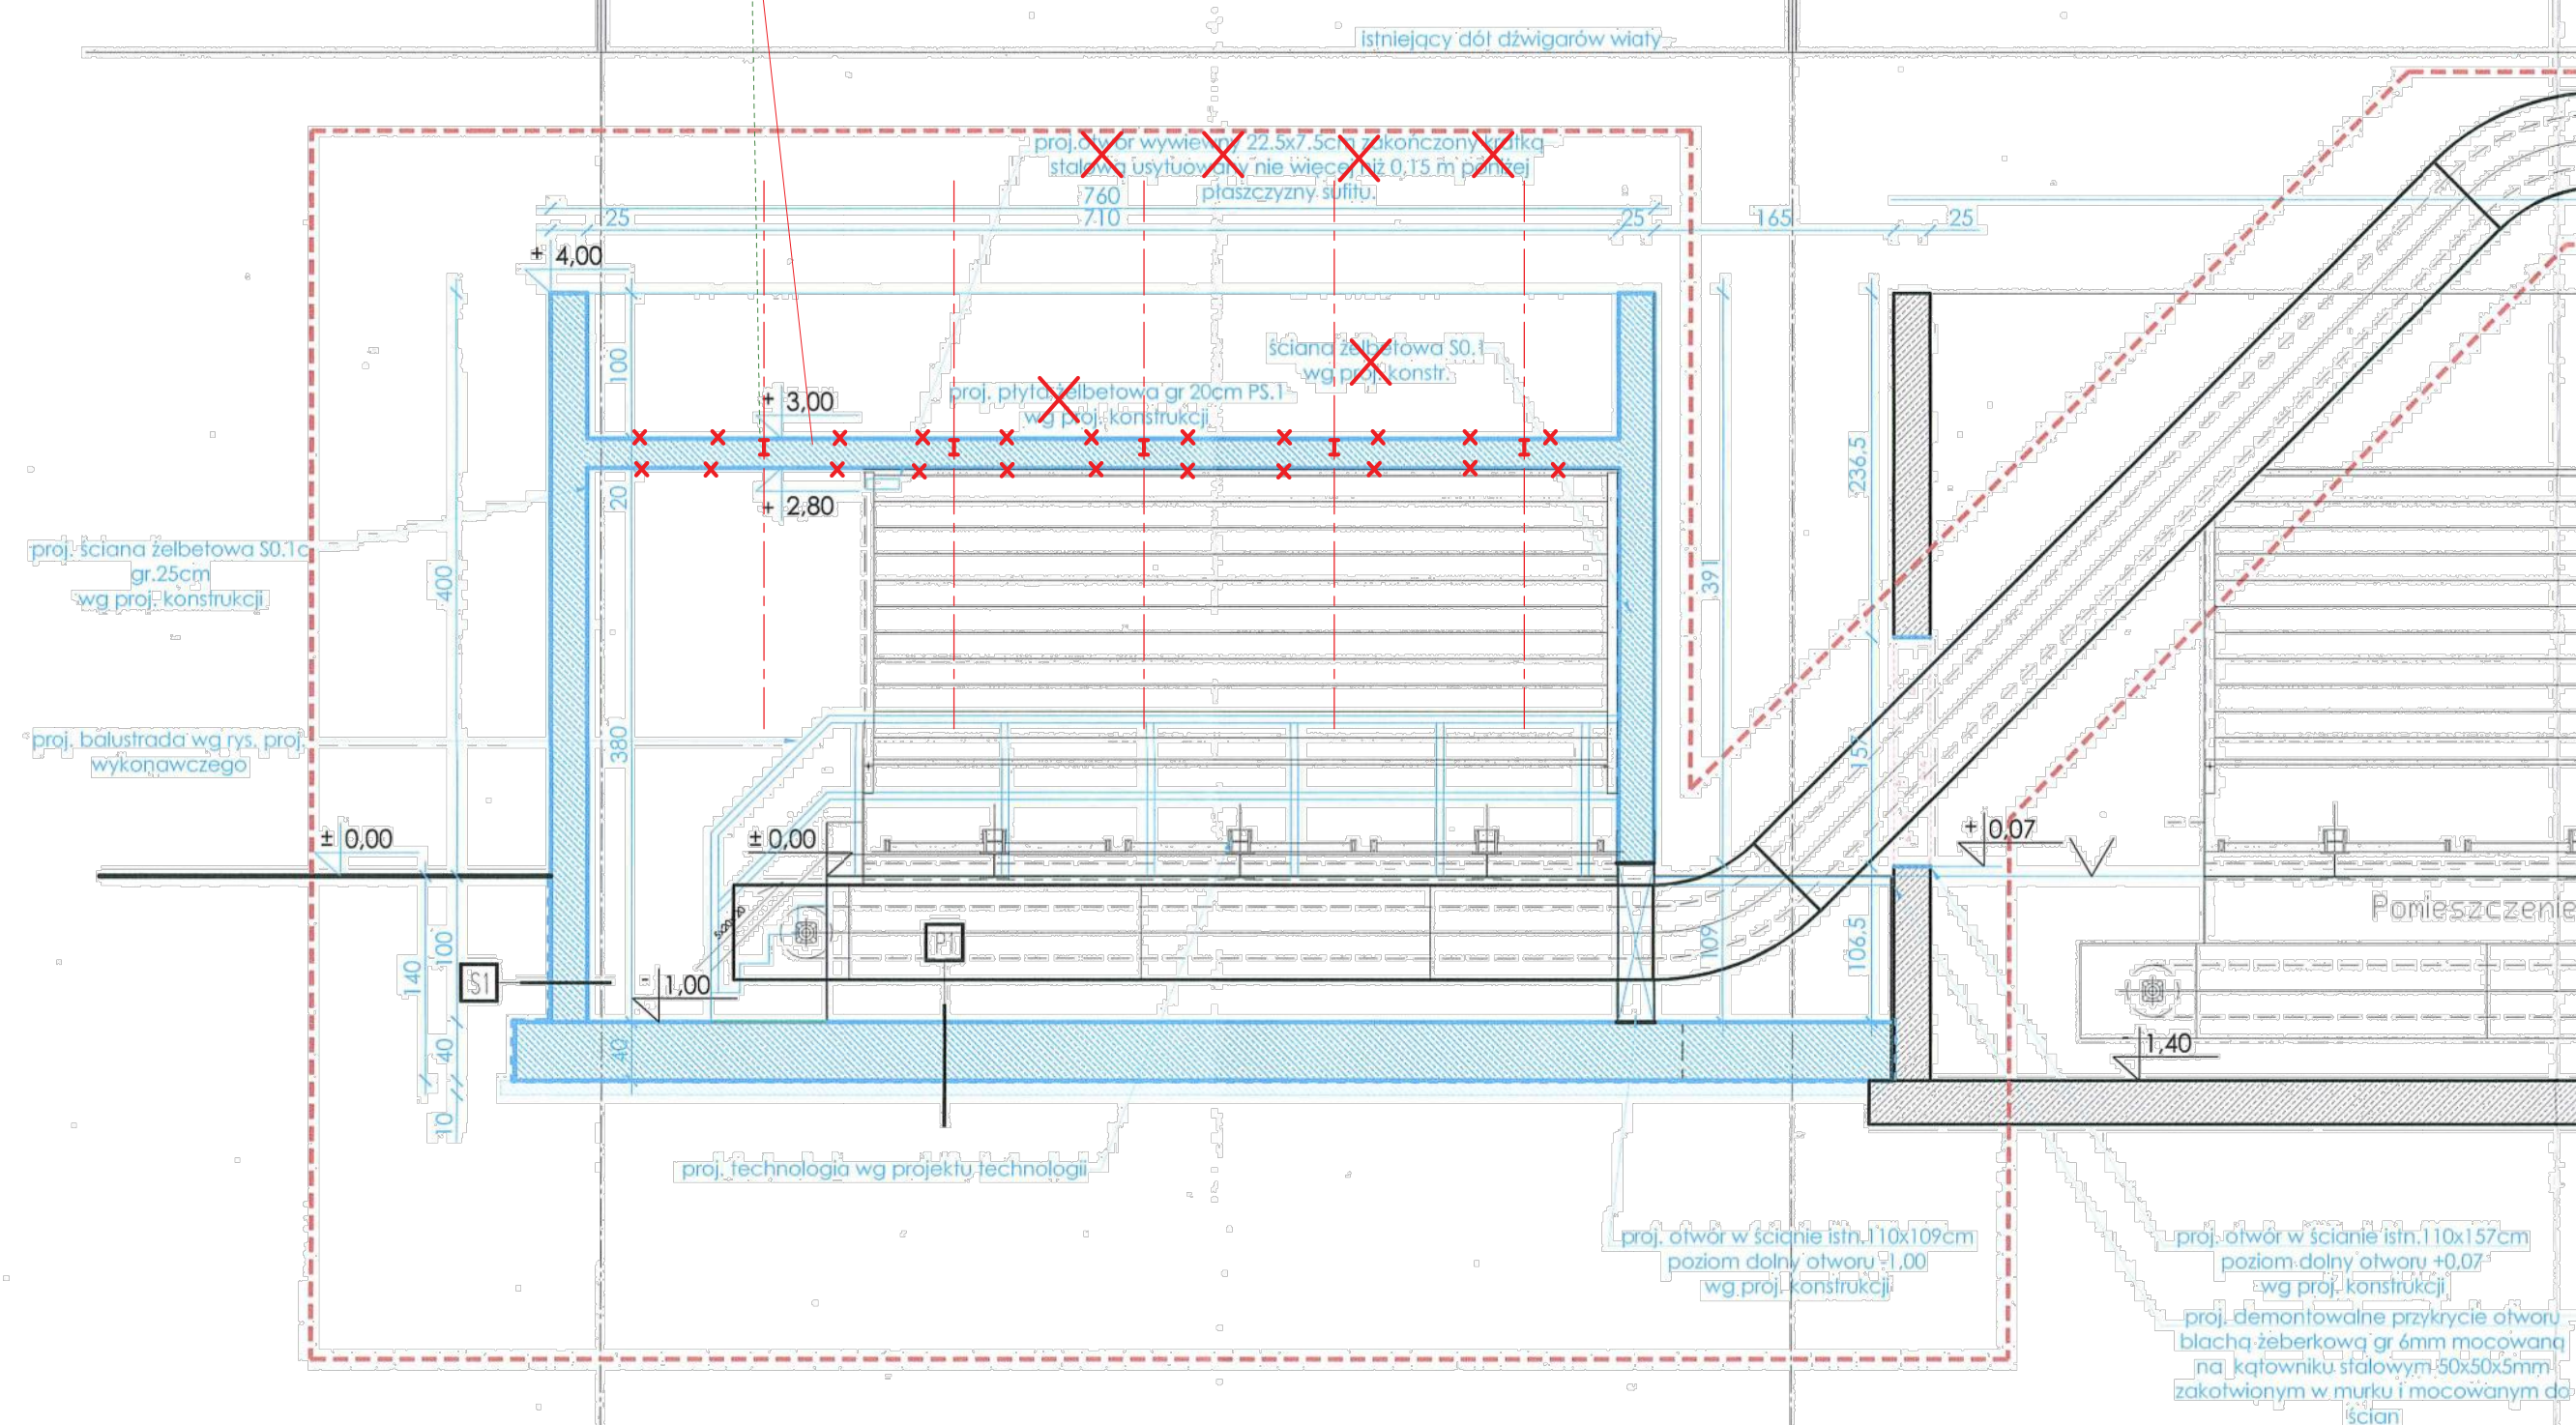 istniejący dół dźwigarów wiaty
proj.otwór wywiewny 22.5x7.5cm zakończony kratką
stalową usytuowany nie więcej niż 0,15 m poniżej
płaszczyzny sufitu.
760
25
710
25
165
25
+ 4,00
100
ściana żelbetowa S0.1
wg proj. konstr.
proj. płyta żelbetowa gr 20cm PS.1
wg proj. konstrukcji
+ 3,00
+ 2,80
20
236,5
proj. ściana żelbetowa S0.1c
gr.25cm
wg proj. konstrukcji
400
391
proj. balustrada wg rys. proj.
wykonawczego
380
157
± 0,00
± 0,00
+ 0,07
Pomieszczenie
P1
S1
100
140
109
106,5
- 1,00
- 1,40
40
40
10
proj. technologia wg projektu technologii
proj. otwór w ścianie istn.110x109cm
poziom dolny otworu -1,00
wg proj. konstrukcji
proj. otwór w ścianie istn.110x157cm
poziom dolny otworu +0,07
wg proj. konstrukcji
proj. demontowalne przykrycie otworu
blachą żeberkową gr 6mm mocowaną
na kątowniku stalowym 50x50x5mm
zakotwionym w murku i mocowanym do
ścian